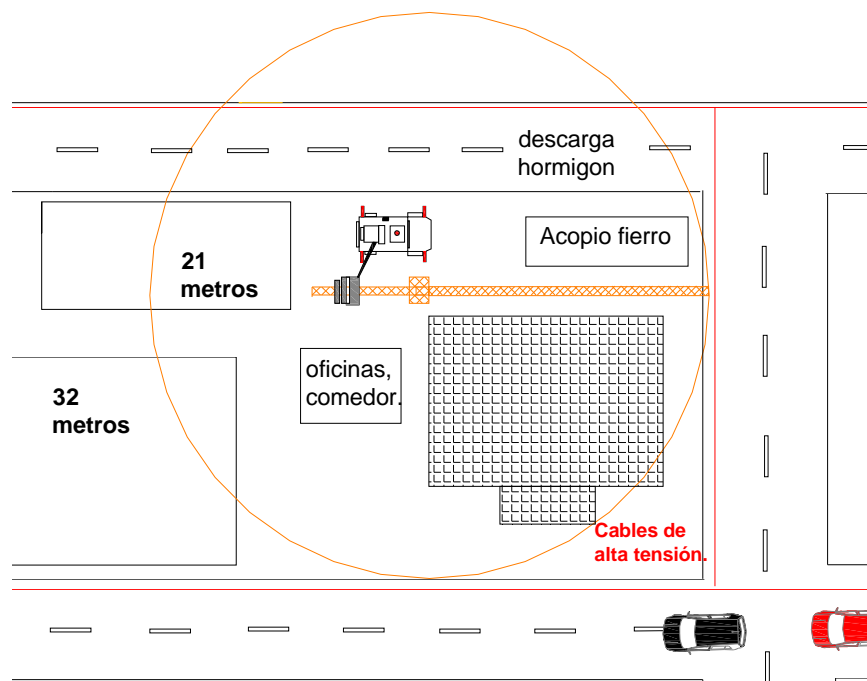 descarga
hormigon
Acopio fierro
21
metros
oficinas,
comedor.
32
metros
Cables de
alta tensión.